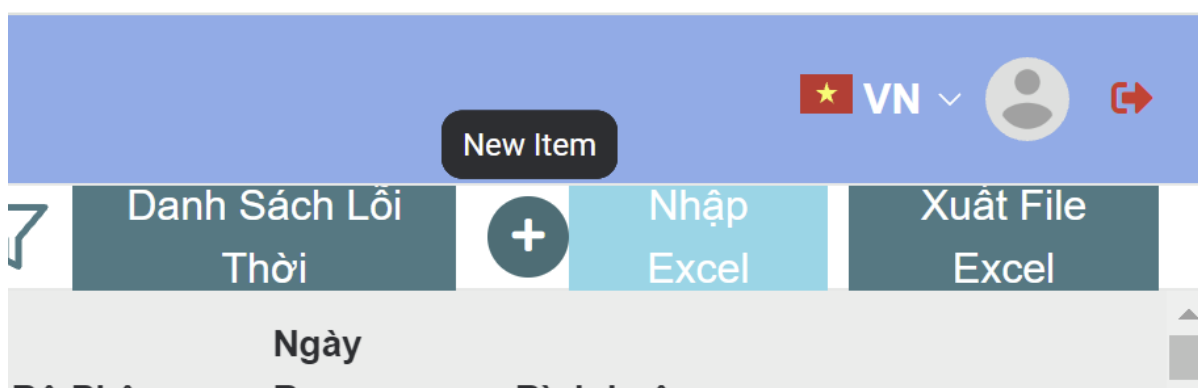 VN
New Item
Danh Sách Lỗi
Thời
Nhập
Excel
Xuất File
Excel
Ngày